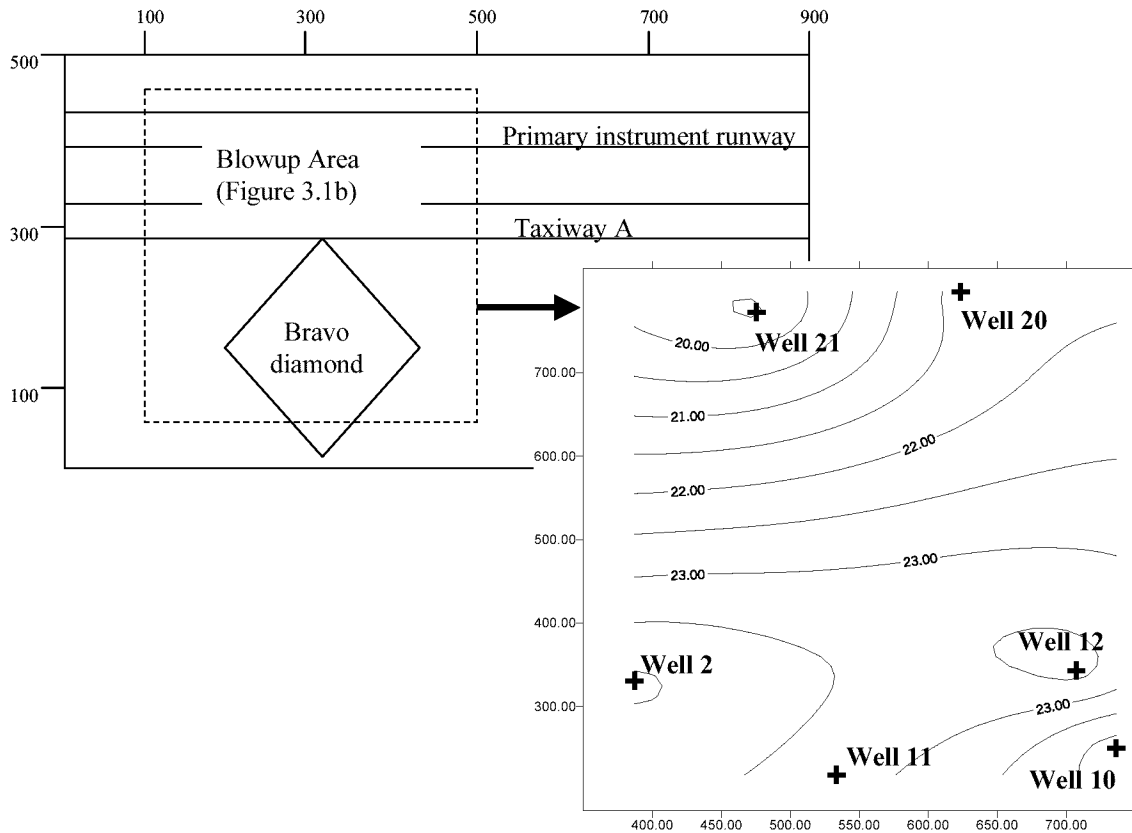 100 300 500 700 900
500
Primary instrument runway
Blowup Area
(Figure 3.1b)
300
Taxiway A
Bravo
diamond
100
Well 20
20.00
Well 21
700.00
21.00
22.00
600.00
22.00
500.00
23.00
23.00
400.00
Well 12
Well 2
300.00
23.00
Well 11
Well 10
400.00 450.00 500.00 550.00 600.00 650.00 700.00